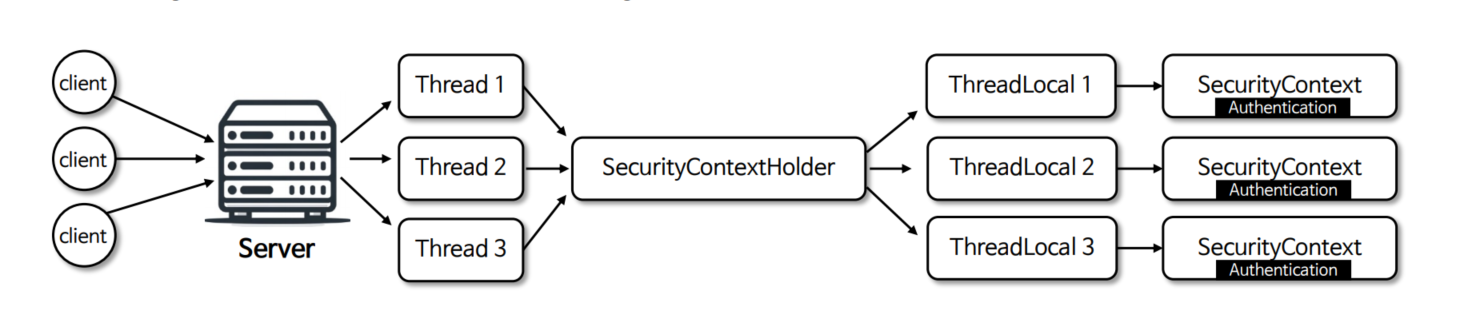 client
client
client
Server
Thread 1
Thread 2
Thread 3
SecurityContextHolder
ThreadLocal 1
ThreadLocal 2
ThreadLocal 3
SecurityContext
Authentication
SecurityContext
Authentication
SecurityContext
Authentication